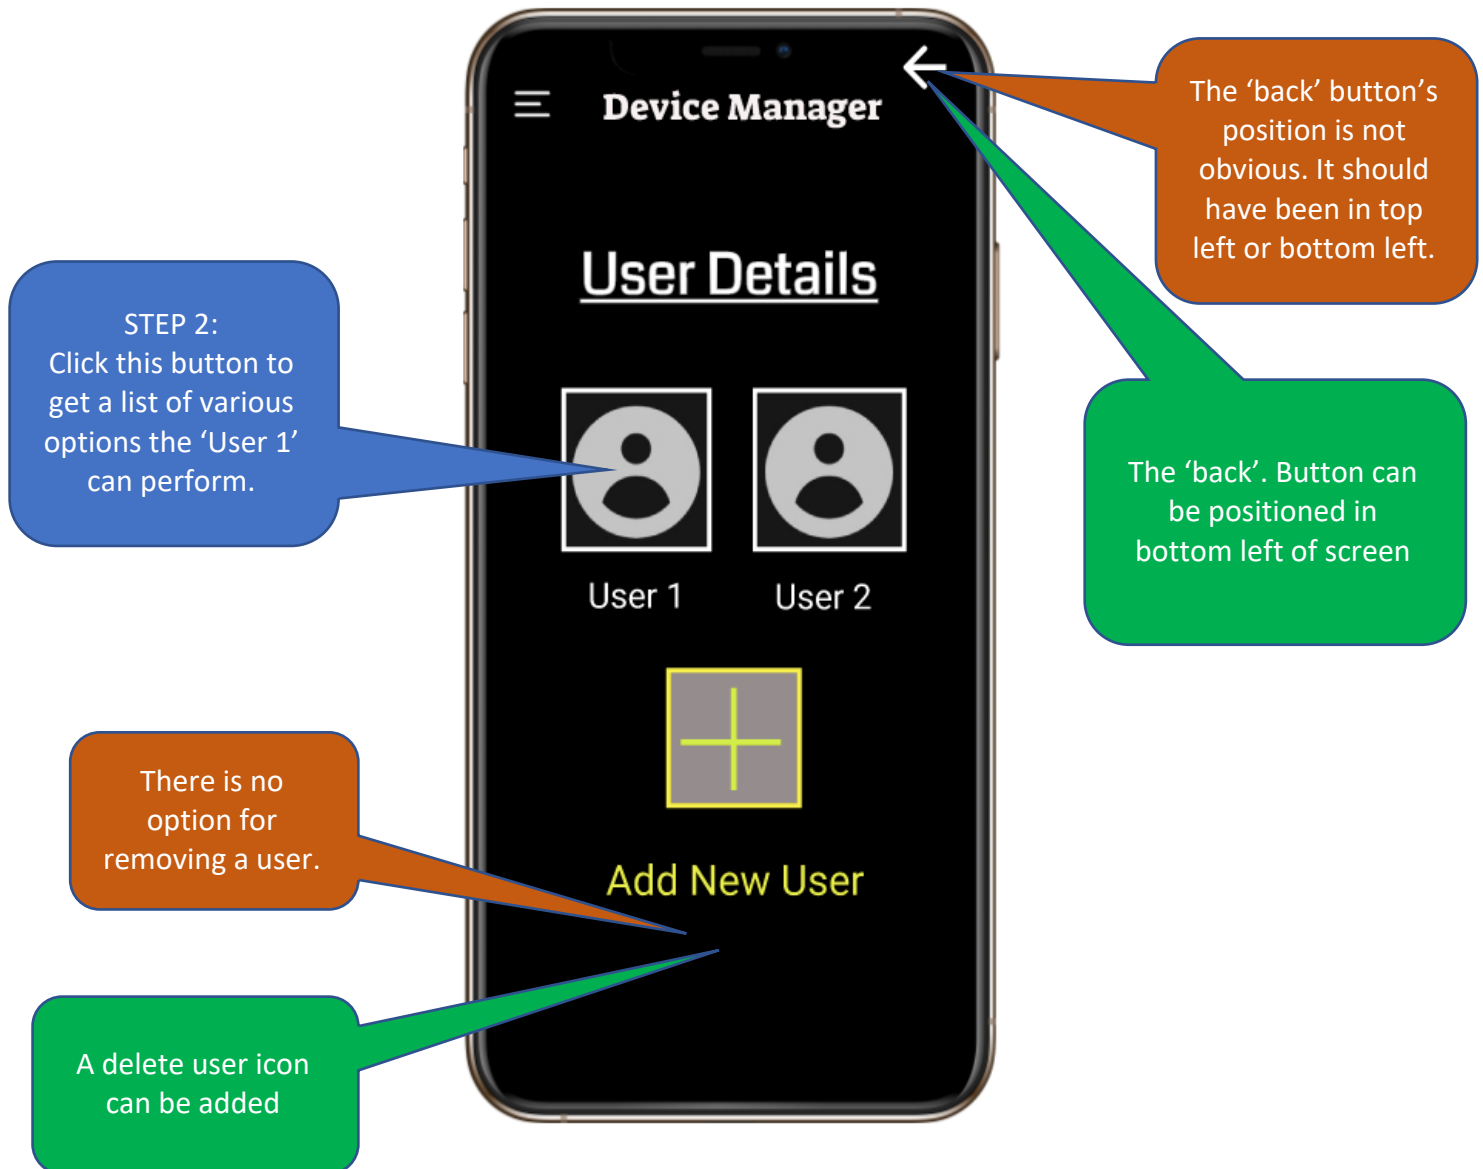 Device Manager
The ‘back’ button’s
position is not
obvious. It should
have been in top
left or bottom left.
User Details
STEP 2:
Click this button to
get a list of various
options the ‘User 1’
can perform.
The ‘back’. Button can
be positioned in
bottom left of screen
User 1
User 2
There is no
option for
removing a user.
Add New User
A delete user icon
can be added